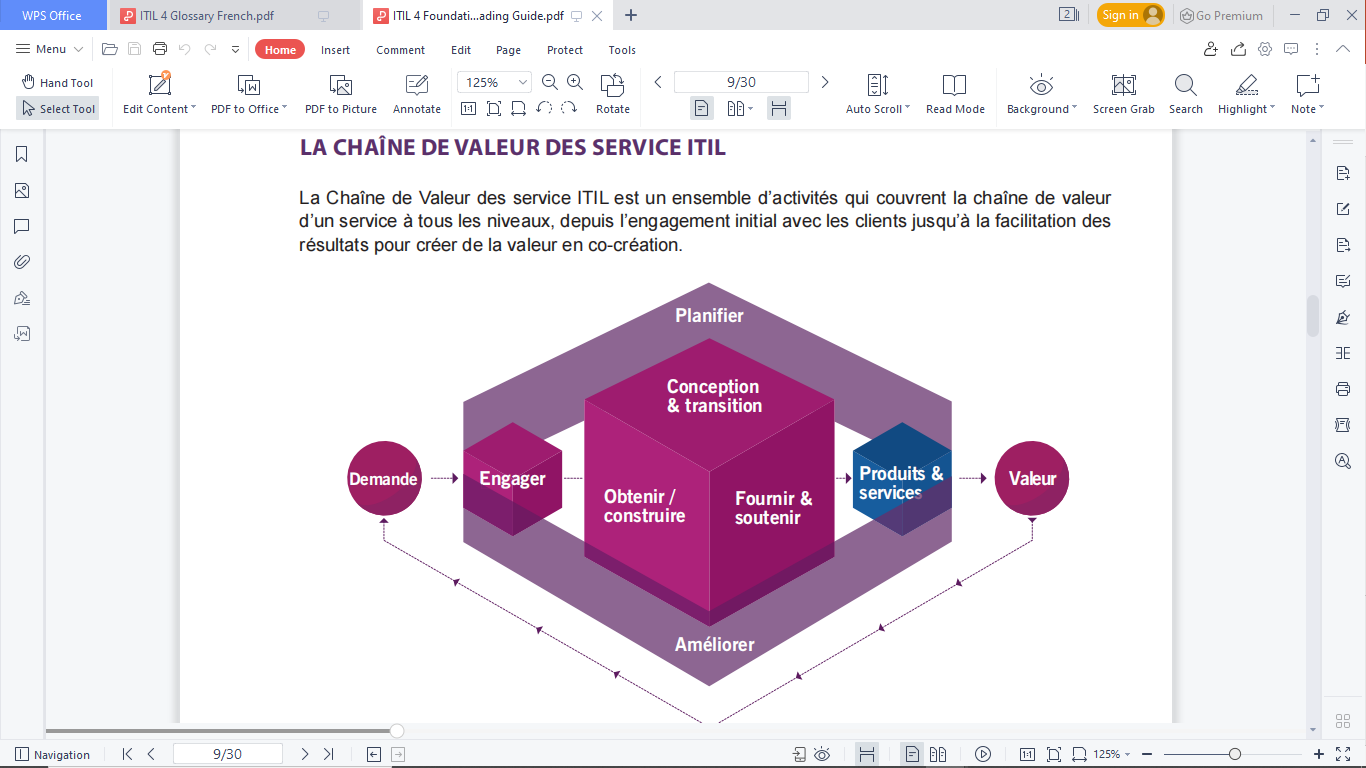 WPS Office
ITIL 4 Glossary French.pdf
ITIL 4 Foundati...ading Guide.pdf
2
Sign in
Go Premium
Menu
Home
Insert
Comment
Edit
Page
Protect
Tools
Hand Tool
Select Tool
Edit Content
PDF to Office
PDF to Picture
Annotate
125%
1:1
Rotate
9/30
Auto Scroll
Read Mode
Background
Screen Grab
Search
Highlight
Note
LA CHAÎNE DE VALEUR DES SERVICE ITIL
La Chaîne de Valeur des service ITIL est un ensemble d’activités qui couvrent la chaîne de valeur
d’un service à tous les niveaux, depuis l’engagement initial avec les clients jusqu’à la facilitation des
résultats pour créer de la valeur en co-création.
Planifier
Conception
& transition
Demande
Engager
Obtenir /
construire
Fournir &
soutenir
Produits &
services
Valeur
Améliorer
Navigation
9/30
1:1
125%